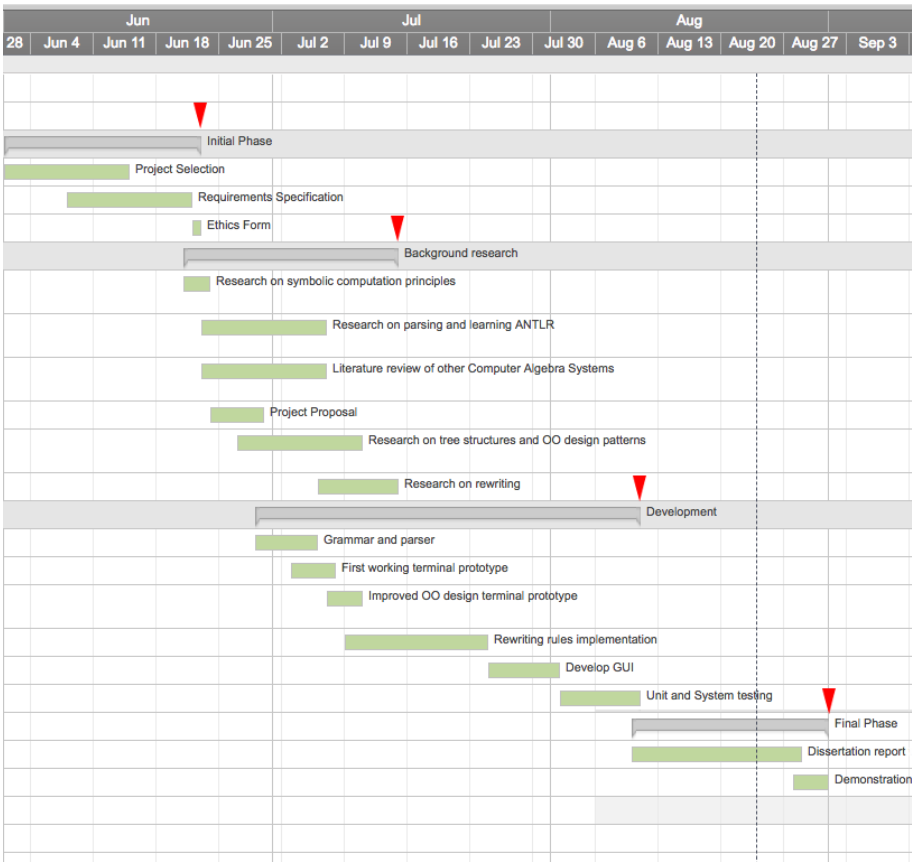 Jun Jul Aug
28 Jun 4 Jun 11 Jun 18 Jun 25 Jul 2 Jul 9 Jul 16 Jul 23 Jul 30 Aug 6 Aug 13 Aug 20 Aug 27 Sep 3
Initial Phase
Project Selection
Requirements Specification
Ethics Form
Background research
Research on symbolic computation principles
Research on parsing and learning ANTLR
Literature review of other Computer Algebra Systems
Project Proposal
Research on tree structures and OO design patterns
Research on rewriting
Development
Grammar and parser
First working terminal prototype
Improved OO design terminal prototype
Rewriting rules implementation
Develop GUI
Unit and System testing
Final Phase
Dissertation report
Demonstration